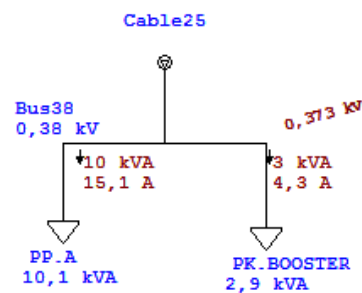 Cable25
Bus38
0,38 kV
0,373 kV
10 kVA
15,1 A
3 kVA
4,3 A
PP.A
10,1 kVA
PK.BOOSTER
2,9 kVA